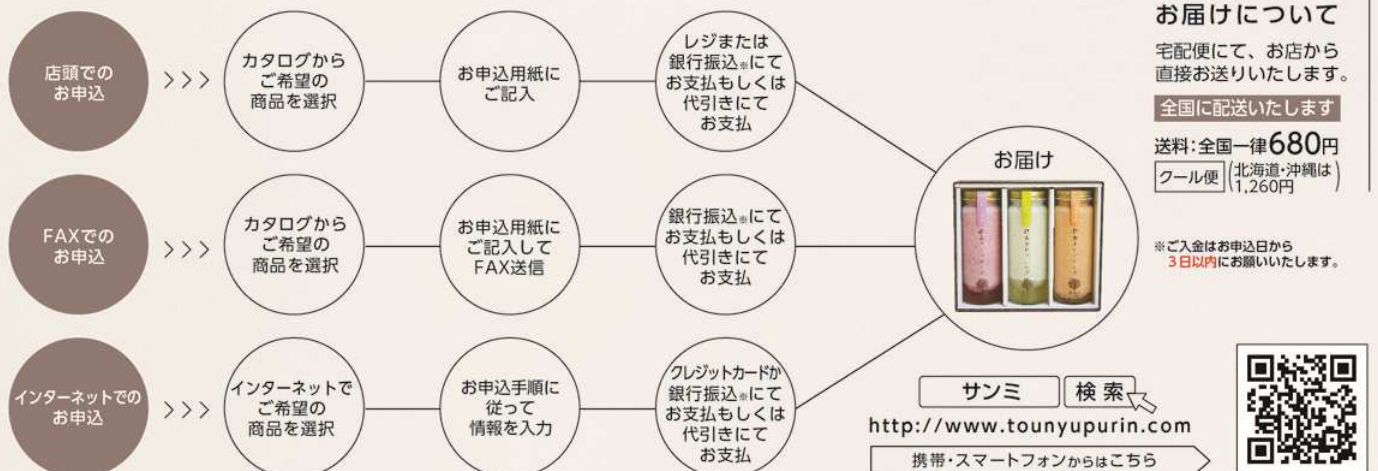 店頭での
お申込
>>>
カタログから
ご希望の
商品を選択
お申込用紙に
ご記入
レジまたは
銀行振込※にて
お支払もしくは
代引きにて
お支払
FAXでの
お申込
>>>
カタログから
ご希望の
商品を選択
お申込用紙に
ご記入して
FAX送信
銀行振込※にて
お支払もしくは
代引きにて
お支払
インターネットでの
お申込
>>>
インターネットで
ご希望の
商品を選択
お申込手順に
従って
情報を入力
クレジットカードか
銀行振込※にて
お支払もしくは
代引きにて
お支払
お届け
お届けについて
宅配便にて、お店から
直接お送りいたします。
全国に配送いたします
送料:全国一律680円
クール便(北海道・沖縄は
1,260円)
※ご入金はお申込日から
3日以内にお願いいたします。
サンミ 検索
http://www.tounyupurin.com
携帯・スマートフォンからはこちら